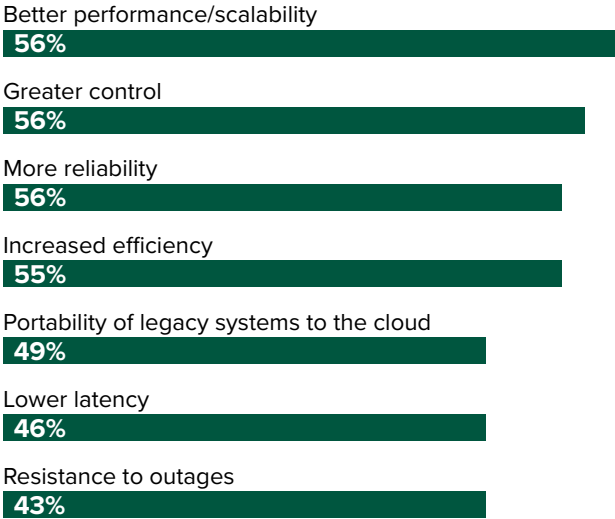 Better performance/scalability
56%
Greater control
56%
More reliability
56%
Increased efficiency
55%
Portability of legacy systems to the cloud
49%
Lower latency
46%
Resistance to outages
43%